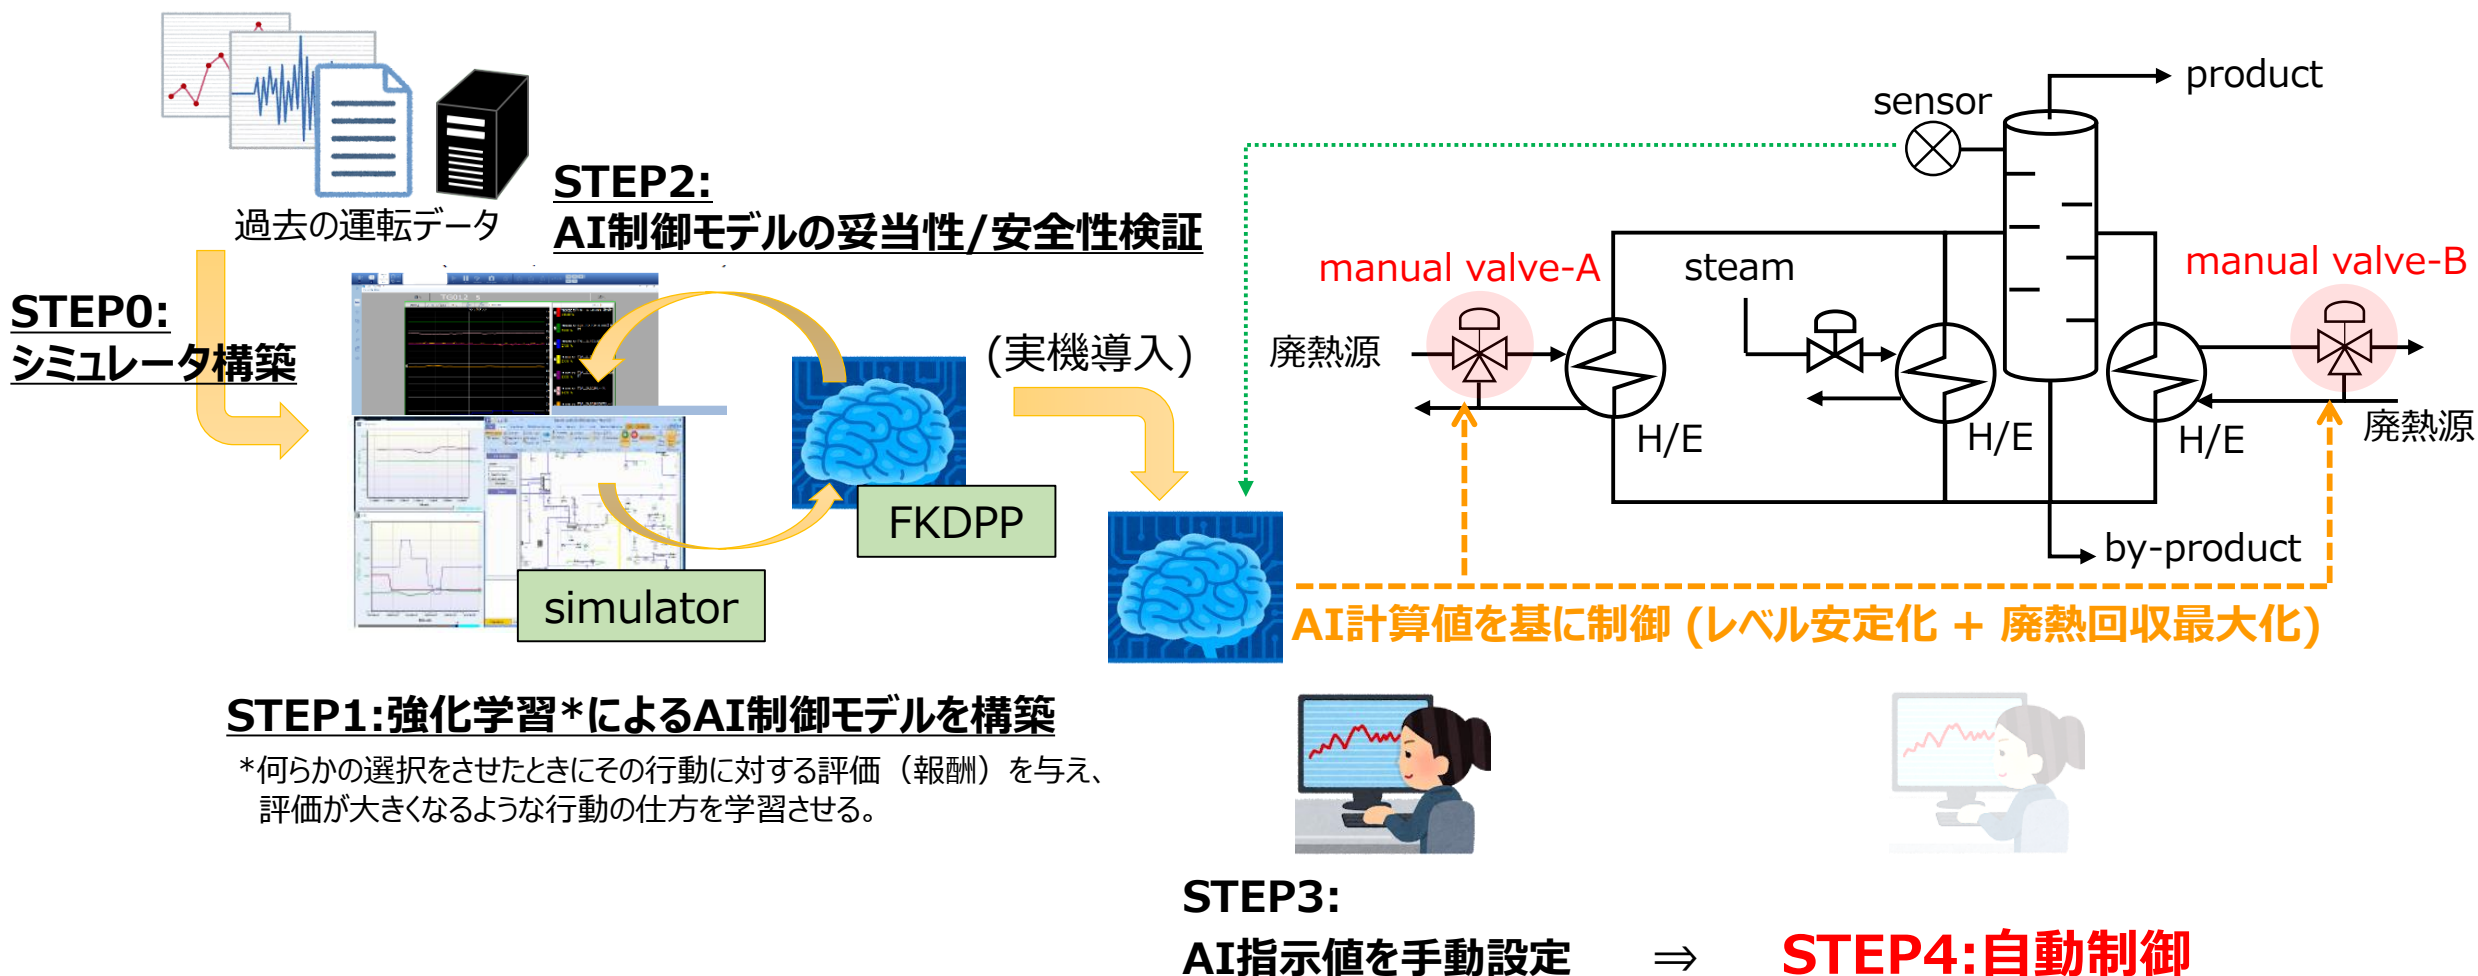 過去の運転データ
STEP0:
シミュレータ構築
STEP2:
AI制御モデルの妥当性/安全性検証
(実機導入)
FKDPP
simulator
STEP1:強化学習*によるAI制御モデルを構築
*何らかの選択をさせたときにその行動に対する評価（報酬）を与え、
評価が大きくなるような行動の仕方を学習させる。
product
sensor
manual valve-A
steam
manual valve-B
廃熱源
H/E
H/E
H/E
廃熱源
by-product
AI計算値を基に制御 (レベル安定化 + 廃熱回収最大化)
STEP3:
AI指示値を手動設定
⇒
STEP4:自動制御